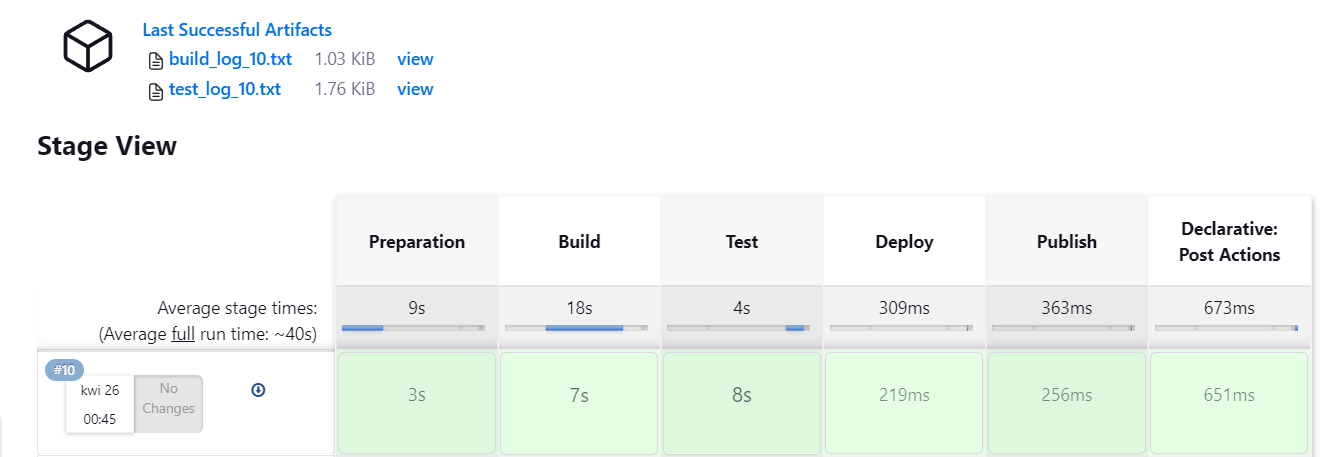 Last Successful Artifacts
build_log_10.txt 1.03 KiB view
test_log_10.txt 1.76 KiB view
Stage View
Preparation Build Test Deploy Publish Declarative: Post Actions
Average stage times: 9s 18s 4s 309ms 363ms 673ms
(Average full run time: ~40s)
#10
kwi 26 No Changes
00:45
3s 7s 8s 219ms 256ms 651ms